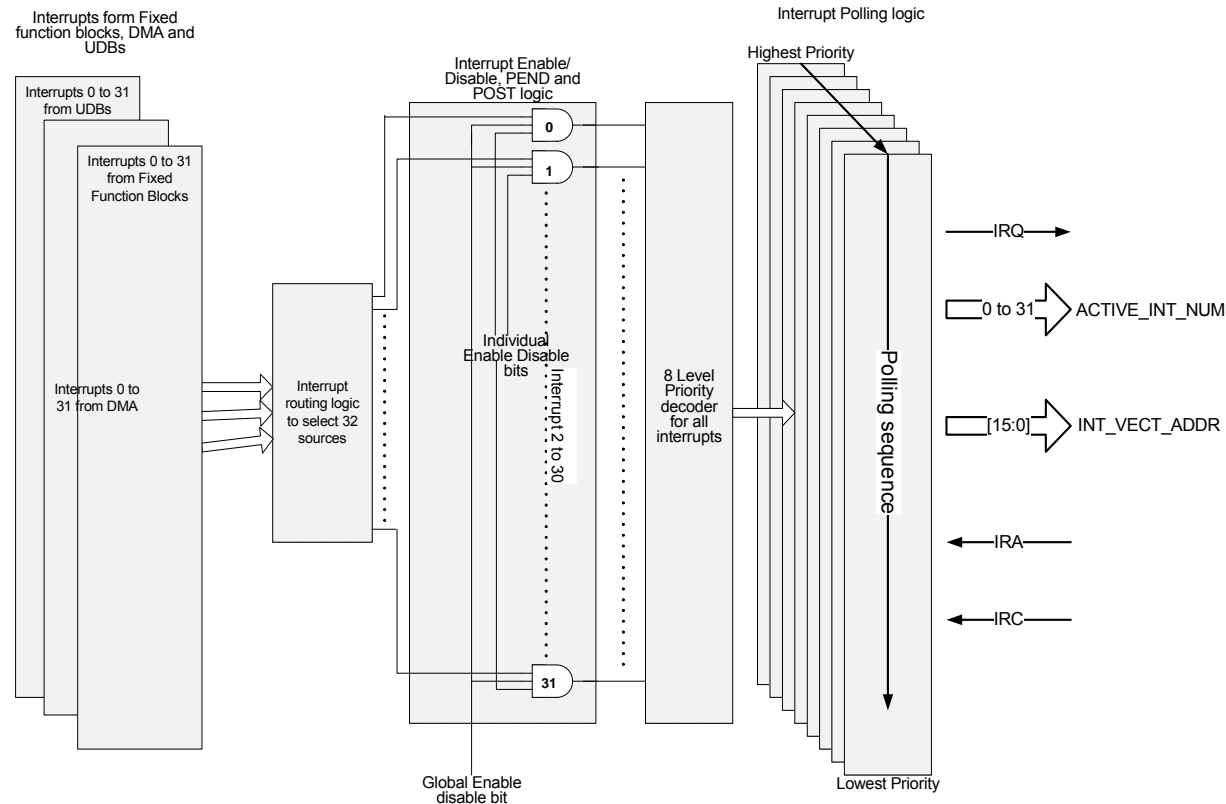 Interrupts form Fixed
function blocks, DMA and
UDBs
Interrupts 0 to 31
from UDBs
Interrupts 0 to 31
from Fixed
Function Blocks
Interrupts 0 to
31 from DMA
Interrupt
routing logic
to select 32
sources
Interrupt Enable/
Disable, PEND and
POST logic
0
1
Individual
Enable Disable
bits
Interrupt 2 to 30
31
Global Enable
disable bit
8 Level
Priority
decoder
for all
interrupts
Interrupt Polling logic
Highest Priority
Polling sequence
Lowest Priority
IRQ
0 to 31
ACTIVE_INT_NUM
[15:0]
INT_VECT_ADDR
IRA
IRC